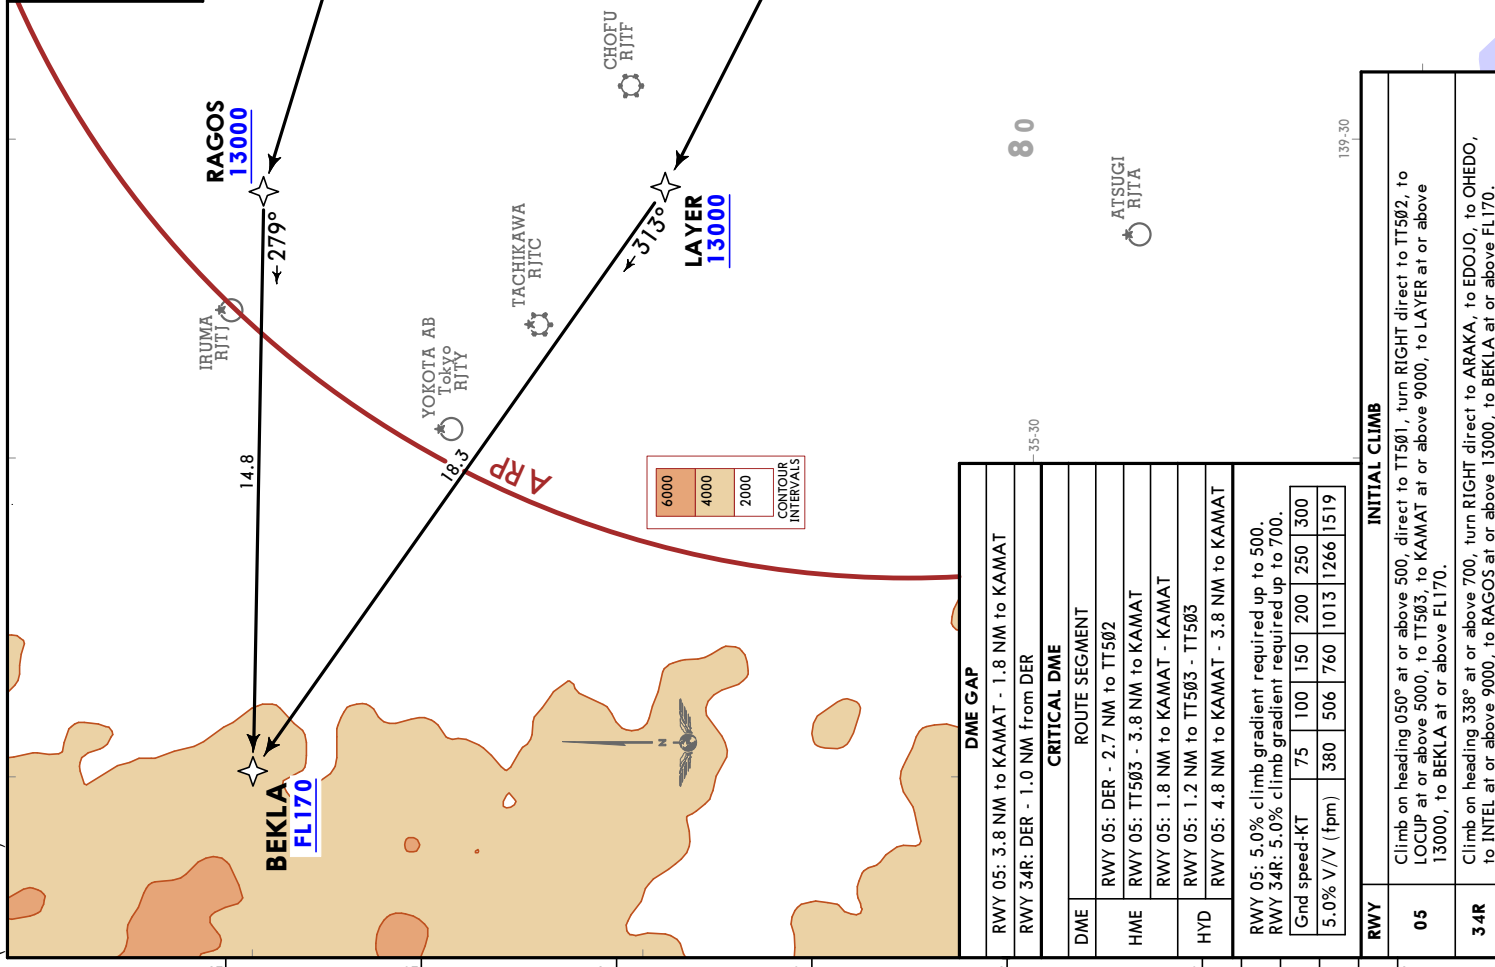 RAGOS
13000
279°
IRUMA
RJTJ
14.8
CHOFU
RJTF
TACHIKAWA
RJTC
YOKOTA AB
Tokyo
RJTY
LAYER
13000
313°
18.3
ARP
BEKLA
FL170
80
ATSUGI
RJTA
139-30
35-30
6000
4000
2000
CONTOUR
INTERVALS
N
DME GAP
RWY 05: 3.8 NM to KAMAT - 1.8 NM to KAMAT
RWY 34R: DER - 1.0 NM from DER
CRITICAL DME
DME ROUTE SEGMENT
HME RWY 05: DER - 2.7 NM to TT502
RWY 05: TT503 - 3.8 NM to KAMAT
RWY 05: 1.8 NM to KAMAT - KAMAT
HYD RWY 05: 1.2 NM to TT503 - TT503
RWY 05: 4.8 NM to KAMAT - 3.8 NM to KAMAT
RWY 05: 5.0% climb gradient required up to 500.
RWY 34R: 5.0% climb gradient required up to 700.
Gnd speed-KT 75 100 150 200 250 300
5.0% V/V (fpm) 380 506 760 1013 1266 1519
RWY INITIAL CLIMB
05 Climb on heading 050° at or above 500, direct to TT501, turn RIGHT direct to TT502, to
LOCUP at or above 5000, to TT503, to KAMAT at or above 9000, to LAYER at or above
13000, to BEKLA at or above FL170.
34R Climb on heading 338° at or above 700, turn RIGHT direct to ARAKA, to EDOJO, to OHEDO,
to INTEL at or above 9000, to RAGOS at or above 13000, to BEKLA at or above FL170.